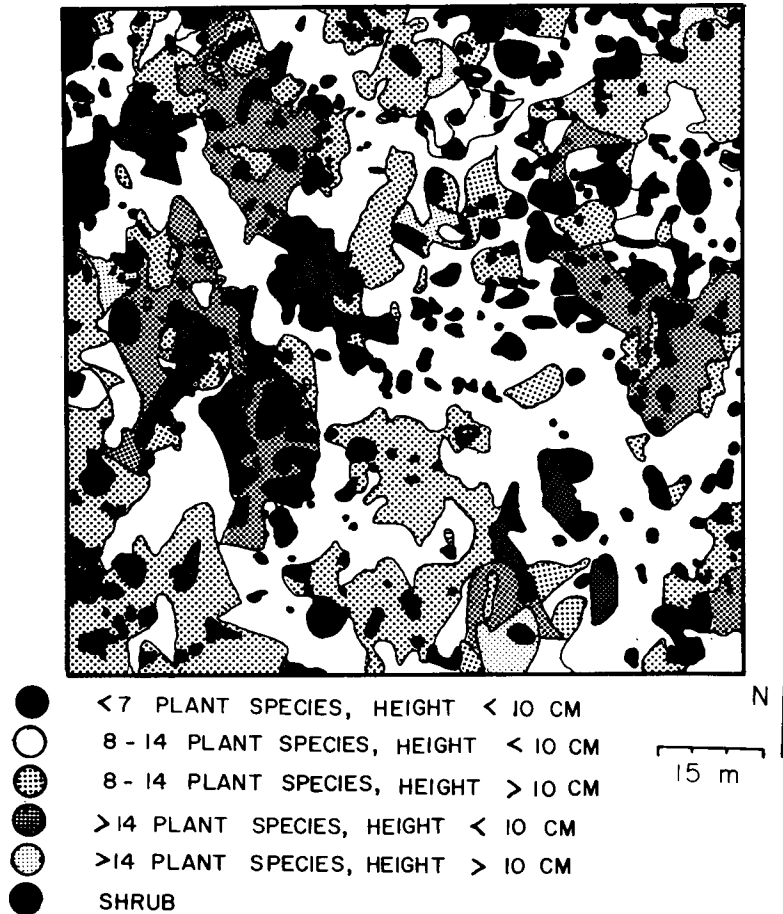 <7 PLANT SPECIES, HEIGHT < 10 CM
8-14 PLANT SPECIES, HEIGHT < 10 CM
8-14 PLANT SPECIES, HEIGHT > 10 CM
>14 PLANT SPECIES, HEIGHT < 10 CM
>14 PLANT SPECIES, HEIGHT > 10 CM
SHRUB
N
15 m